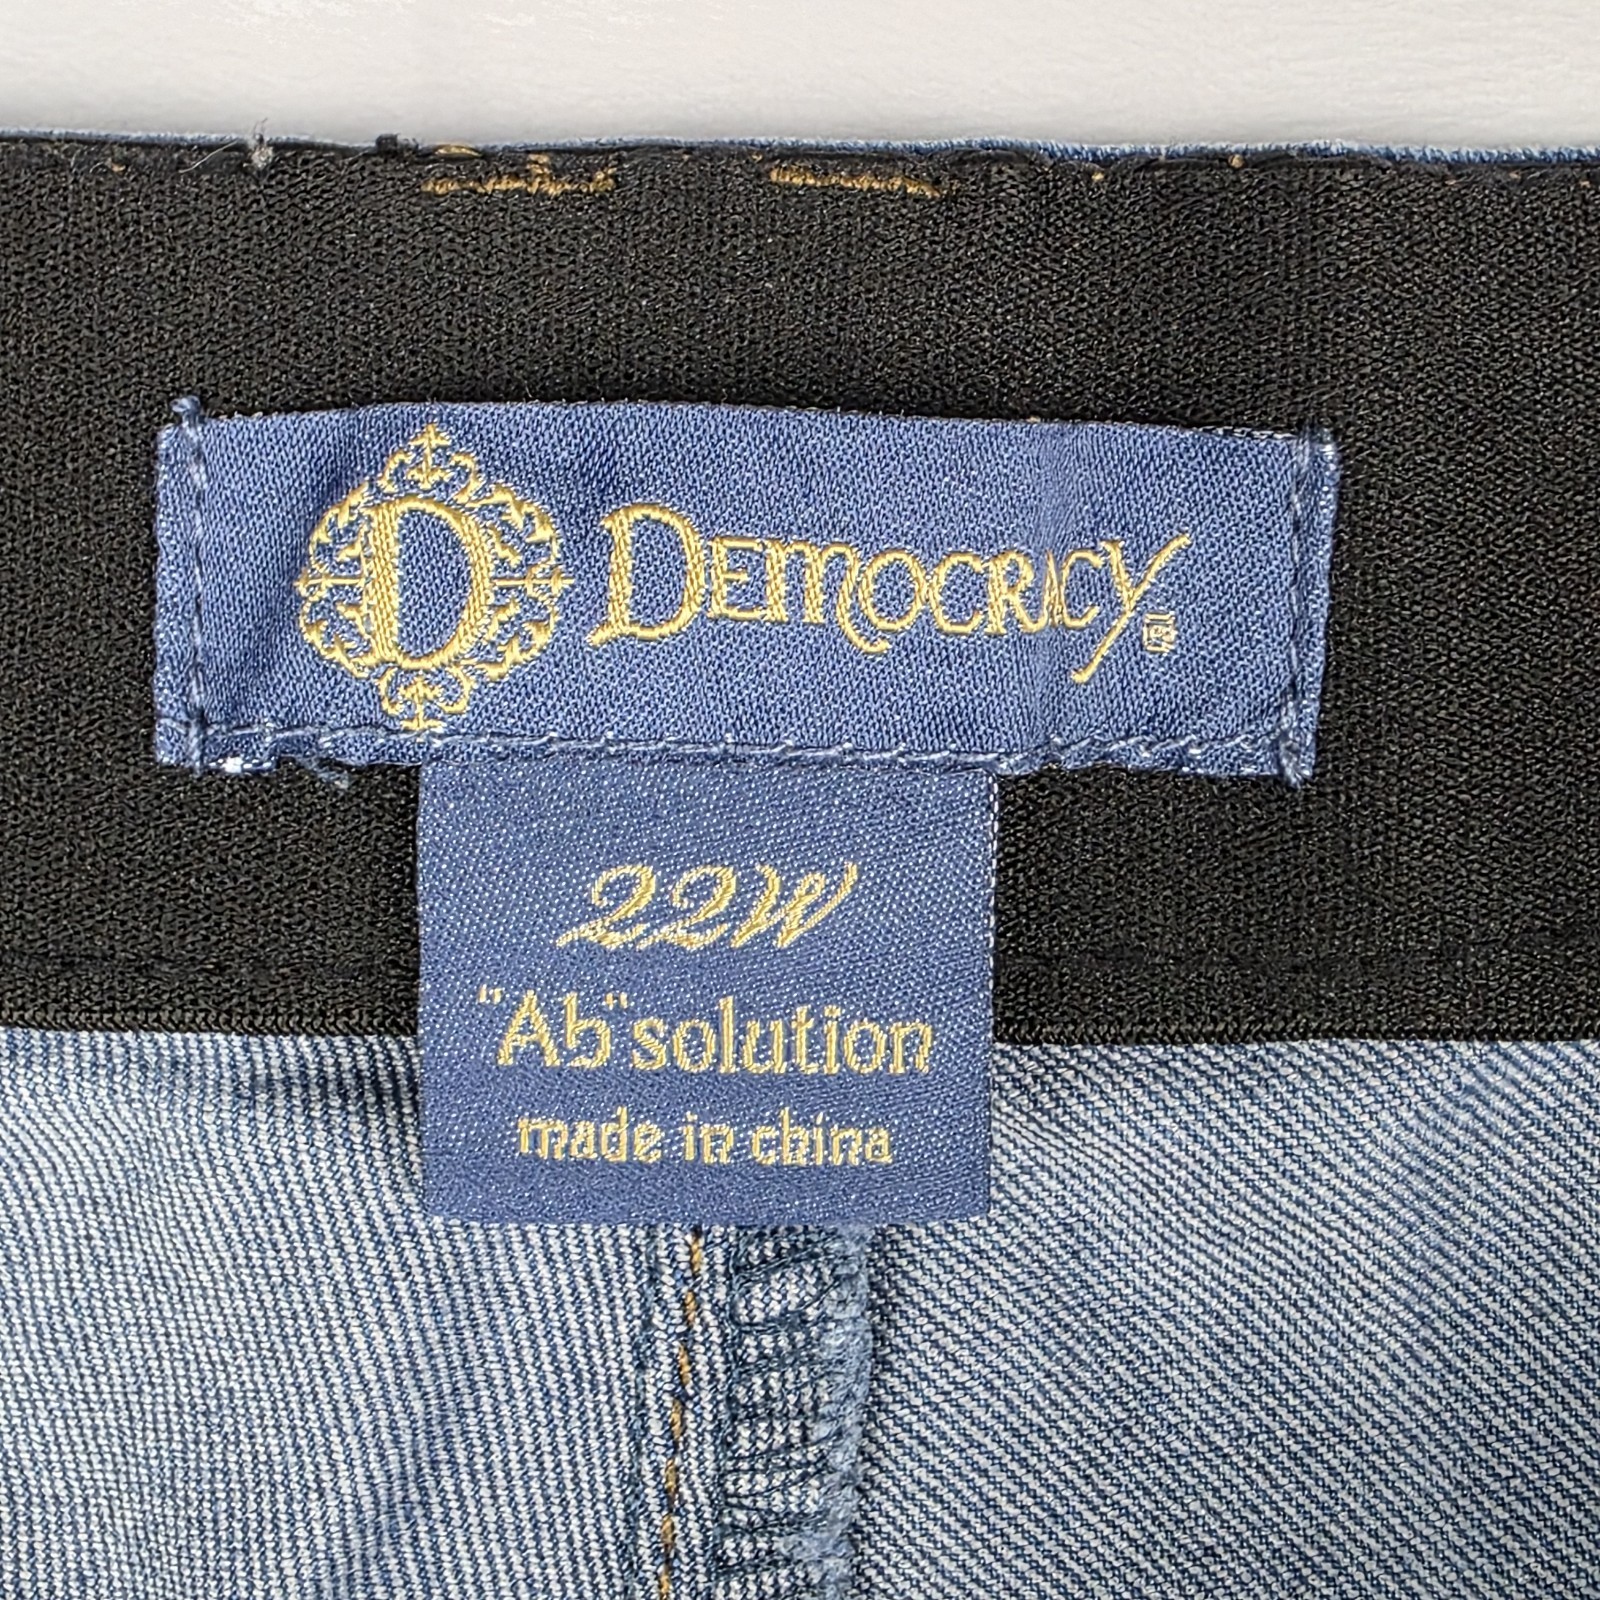 D DEMOCRACY
22W
"Ab"solution
made in china